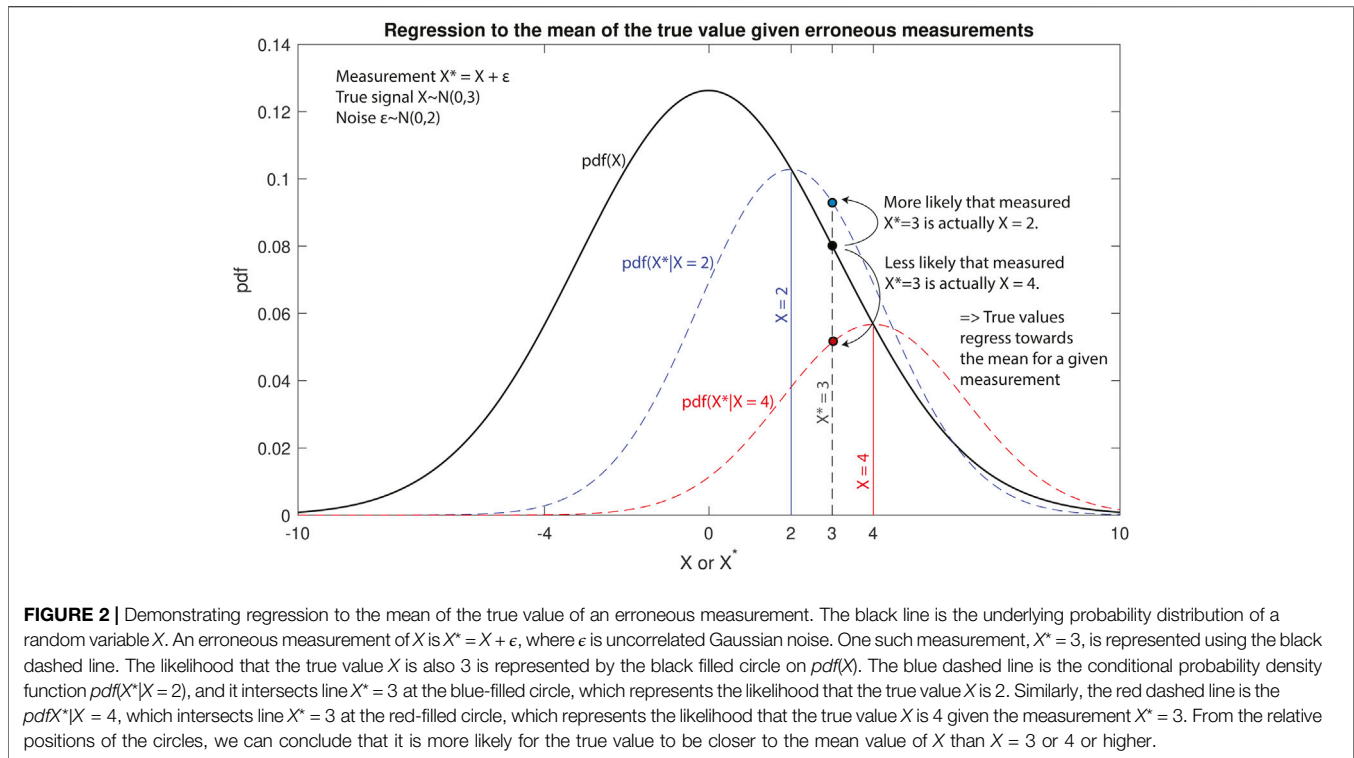 Regression to the mean of the true value given erroneous measurements
0.14
0.12
0.1
0.08
0.06
0.04
0.02
0
pdf
Measurement X* = X + ε
True signal X~N(0,3)
Noise ε~N(0,2)
pdf(X)
pdf(X*|X = 2)
pdf(X*|X = 4)
X = 2
X* = 3
X = 4
More likely that measured
X*=3 is actually X = 2.
Less likely that measured
X*=3 is actually X = 4.
=> True values
regress towards
the mean for a given
measurement
-10
-4
0
2
3
4
10
X or X*
FIGURE 2 | Demonstrating regression to the mean of the true value of an erroneous measurement. The black line is the underlying probability distribution of a
random variable X. An erroneous measurement of X is X* = X + ϵ, where ϵ is uncorrelated Gaussian noise. One such measurement, X* = 3, is represented using the black
dashed line. The likelihood that the true value X is also 3 is represented by the black filled circle on pdf(X). The blue dashed line is the conditional probability density
function pdf(X*|X = 2), and it intersects line X* = 3 at the blue-filled circle, which represents the likelihood that the true value X is 2. Similarly, the red dashed line is the
pdfX*|X = 4, which intersects line X* = 3 at the red-filled circle, which represents the likelihood that the true value X is 4 given the measurement X* = 3. From the relative
positions of the circles, we can conclude that it is more likely for the true value to be closer to the mean value of X than X = 3 or 4 or higher.